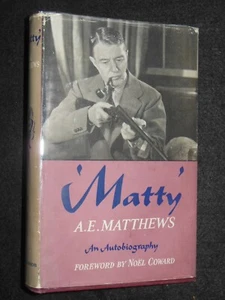 'Matty'
A.E. MATTHEWS
An Autobiography
FOREWORD BY NOËL COWARD